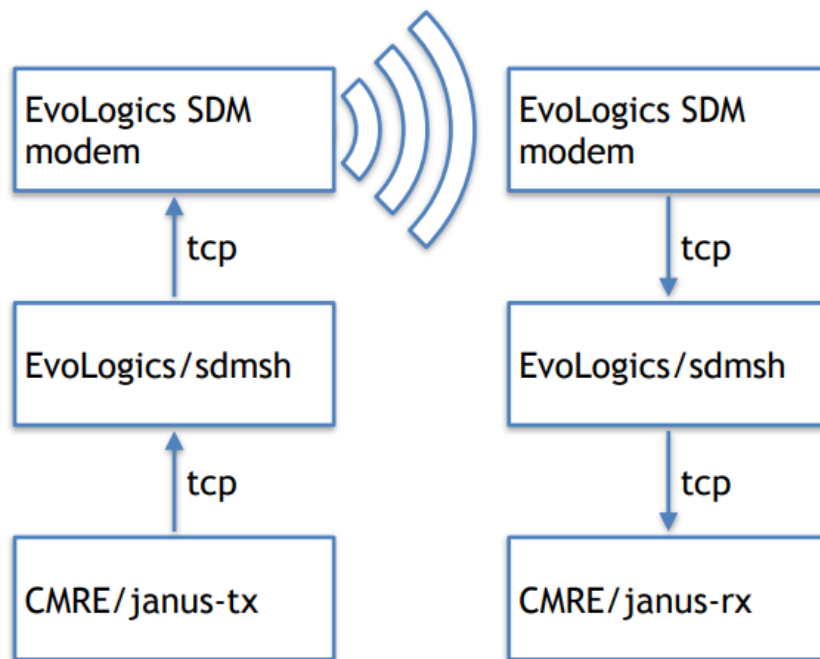 EvoLogics SDM
modem
EvoLogics SDM
modem
tcp
tcp
EvoLogics/sdmsh
EvoLogics/sdmsh
tcp
tcp
CMRE/janus-tx
CMRE/janus-rx